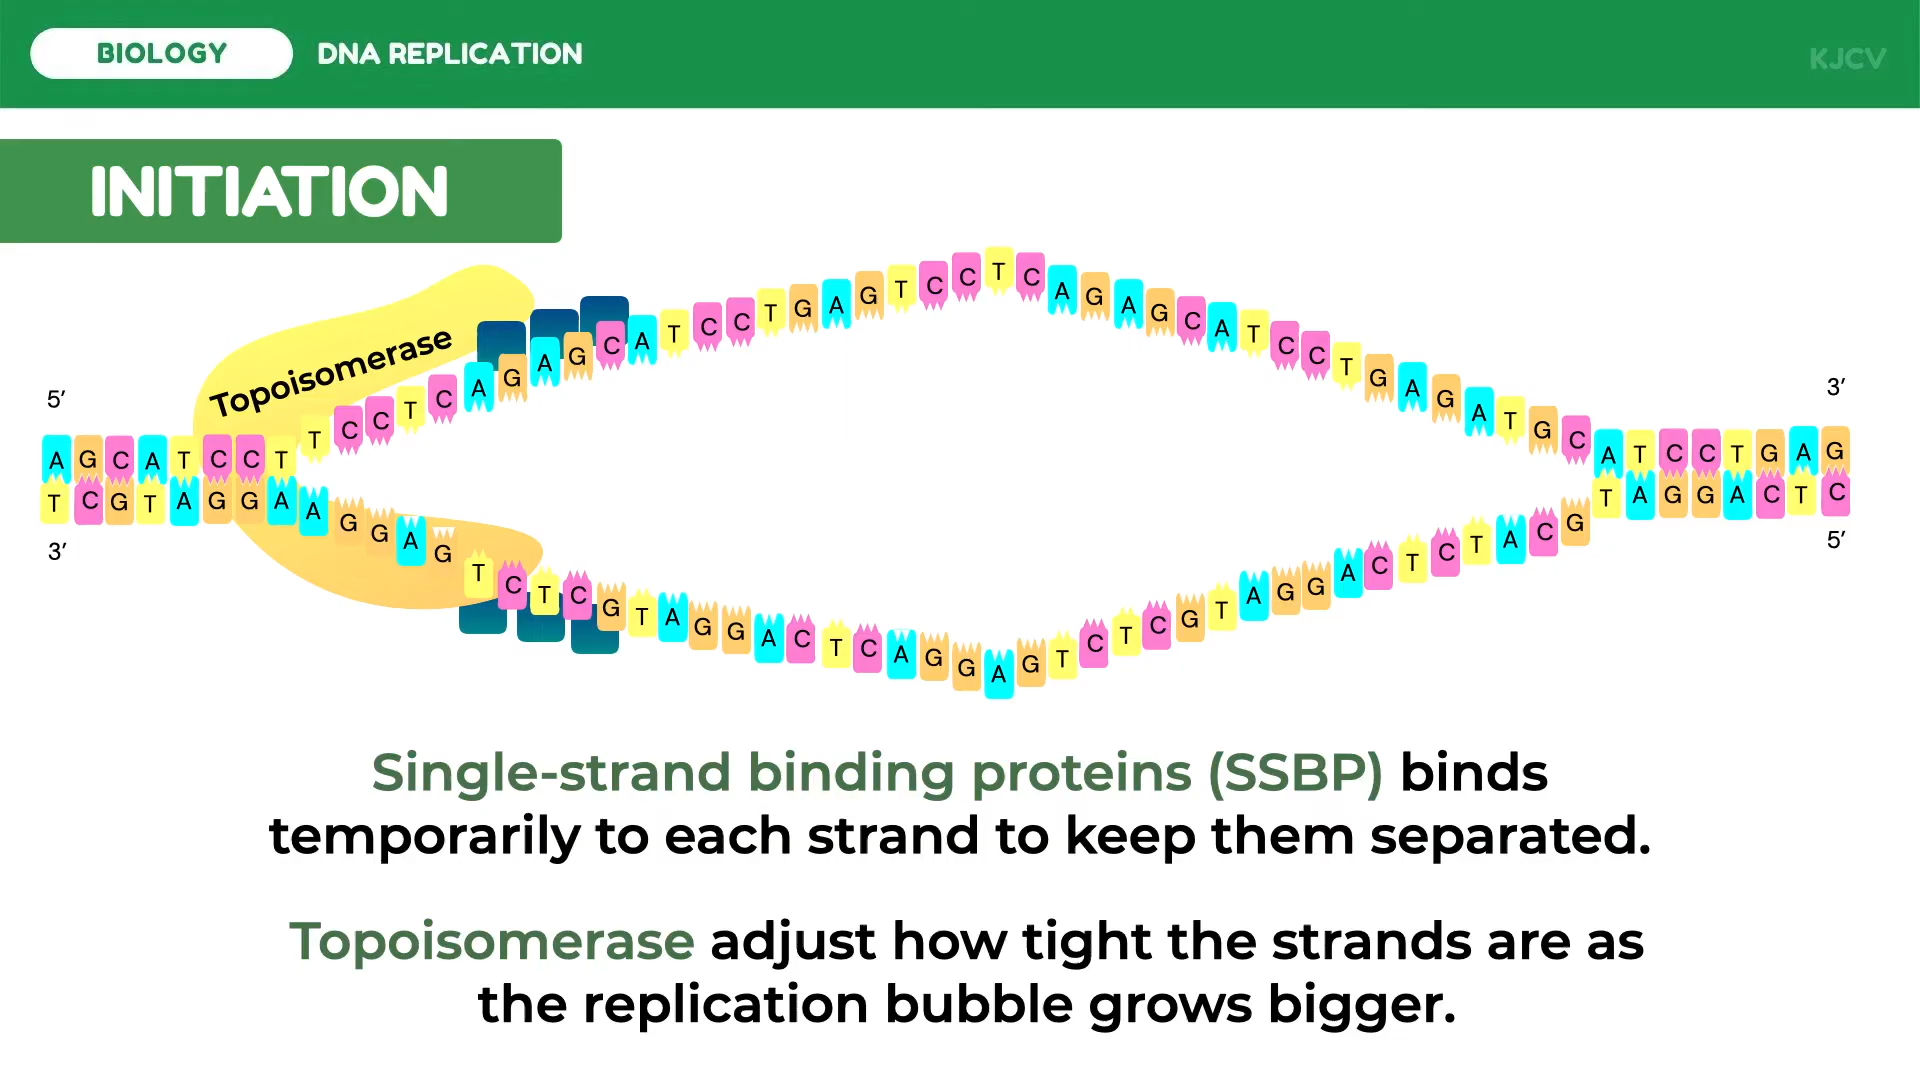 BIOLOGY
DNA REPLICATION
KJCV
INITIATION
Topoisomerase
5’
3’
A G C A T C C T T C C T C A G A G C A T C C T G A G T C C T C A G A G C A T C C T G A G A T G C A T C C T G A G
T C G T A G G A A G G A G T C T C G T A G G A C T C A G G A G T C T C G T A G G A C T C T A C G T A G G A C T C
3’
5’
Single-strand binding proteins (SSBP) binds
temporarily to each strand to keep them separated.
Topoisomerase adjust how tight the strands are as
the replication bubble grows bigger.